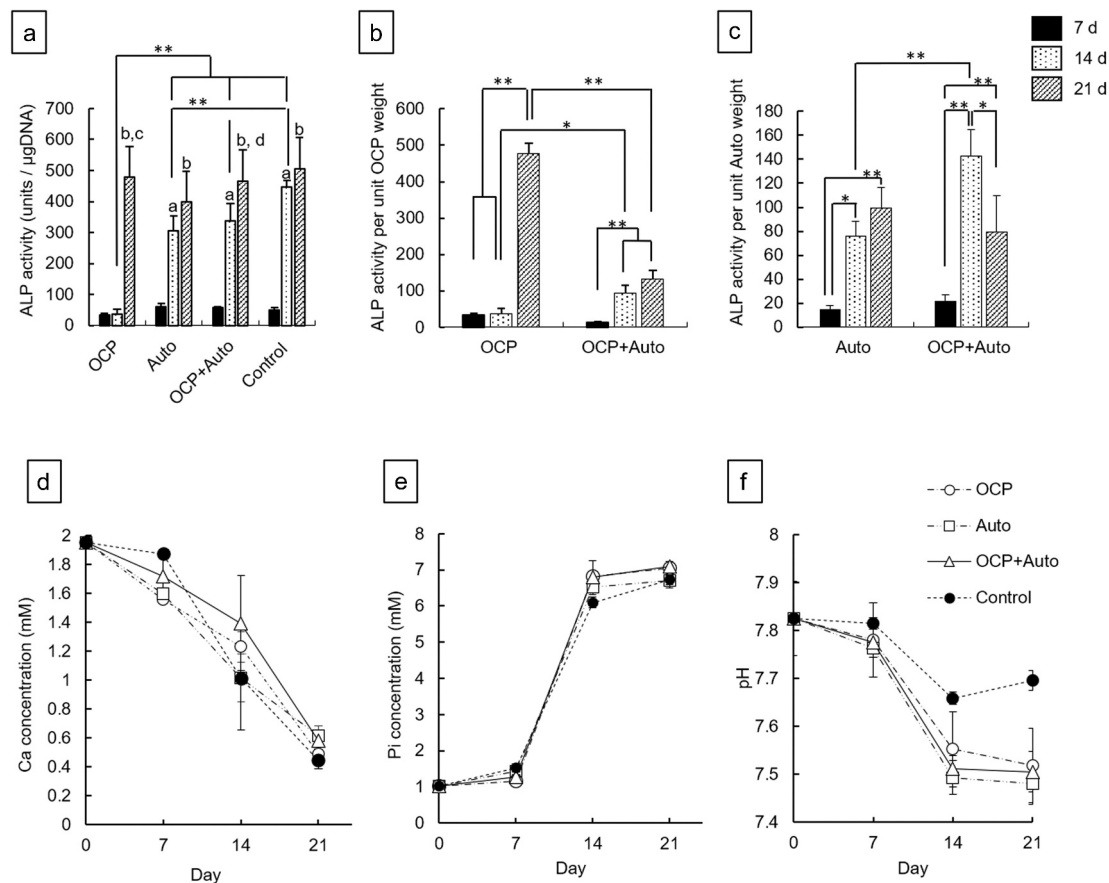 a
**
**
ALP activity (units / µgDNA)
700
600
500
400
300
200
100
0
b,c
a
b
a
b, d
a
b
OCP
Auto
OCP+Auto
Control
b
**
**
*
**
ALP activity per unit OCP weight
600
500
400
300
200
100
0
OCP
OCP+Auto
c
7 d
14 d
21 d
**
**
**
*
**
*
ALP activity per unit Auto weight
180
160
140
120
100
80
60
40
20
0
Auto
OCP+Auto
d
Ca concentration (mM)
2
1.8
1.6
1.4
1.2
1
0.8
0.6
0.4
0.2
0
0
7
14
21
Day
e
Pi concentration (mM)
8
7
6
5
4
3
2
1
0
0
7
14
21
Day
f
OCP
Auto
OCP+Auto
Control
pH
8
7.9
7.8
7.7
7.6
7.5
7.4
0
7
14
21
Day